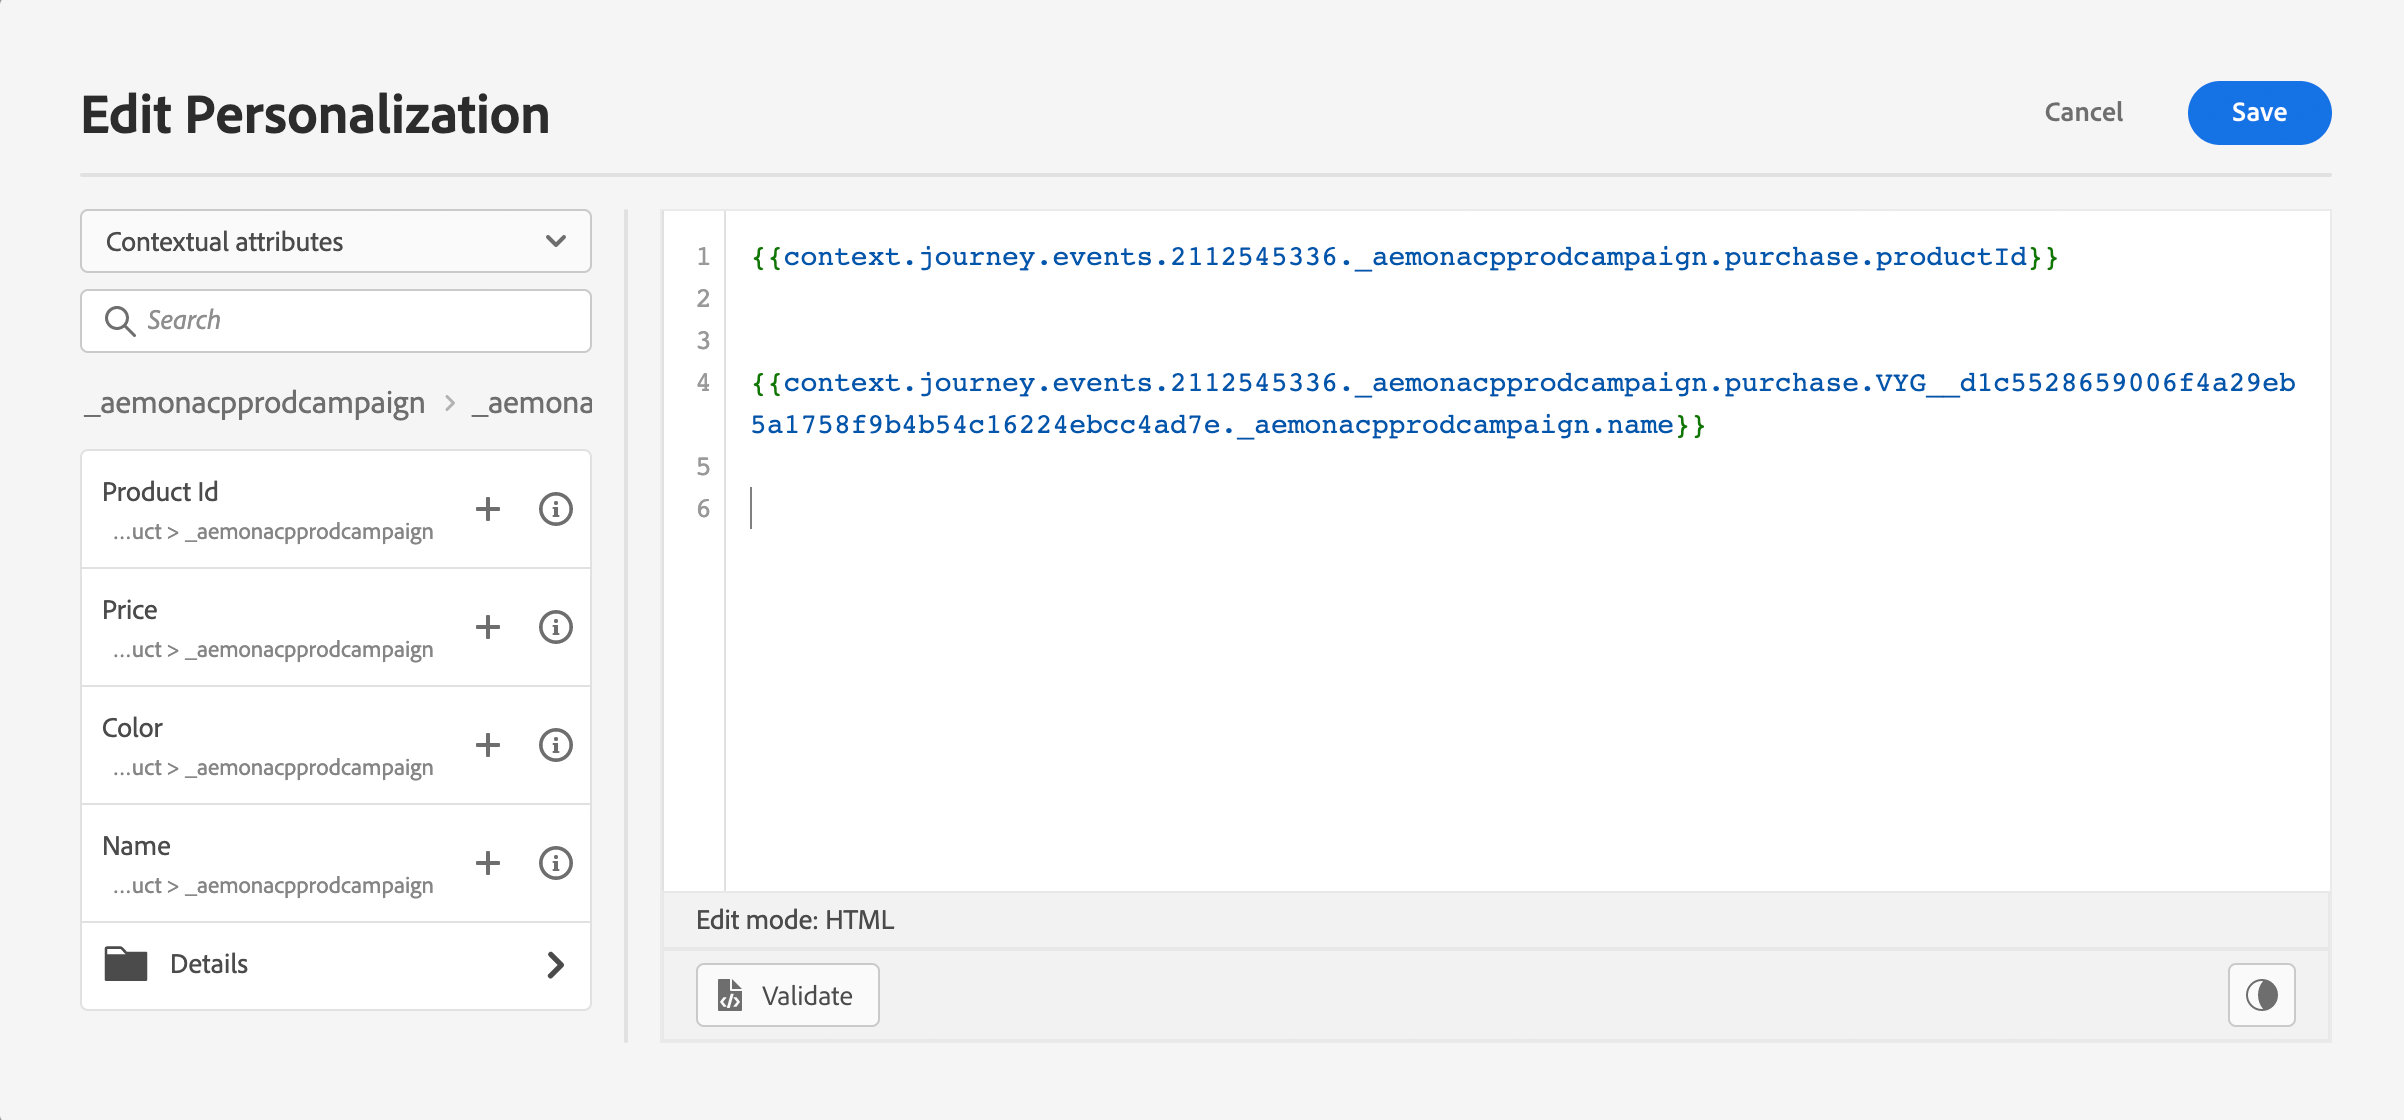 Edit Personalization
Cancel
Save
Contextual attributes
Search
_aemonacpprodcampaign > _aemona
Product Id
...uct > _aemonacpprodcampaign
Price
...uct > _aemonacpprodcampaign
Color
...uct > _aemonacpprodcampaign
Name
...uct > _aemonacpprodcampaign
Details
1 {{context.journey.events.2112545336._aemonacpprodcampaign.purchase.productId}}
2
3
4 {{context.journey.events.2112545336._aemonacpprodcampaign.purchase.VYG__d1c5528659006f4a29eb
5a1758f9b4b54c16224ebcc4ad7e._aemonacpprodcampaign.name}}
5
6
Edit mode: HTML
Validate